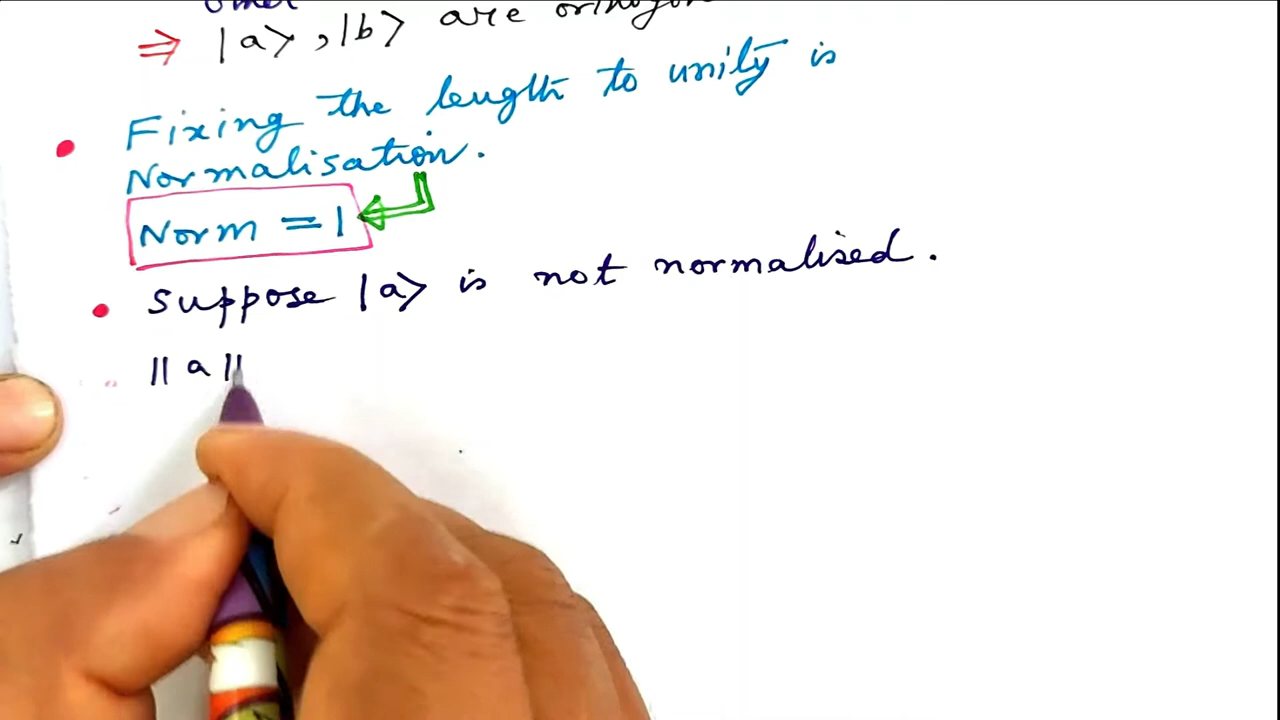 ⇒ |a⟩, |b⟩ are
Fixing the length to unity is
Normalisation.
Norm = 1
• Suppose |a⟩ is not normalised.
|| a ||